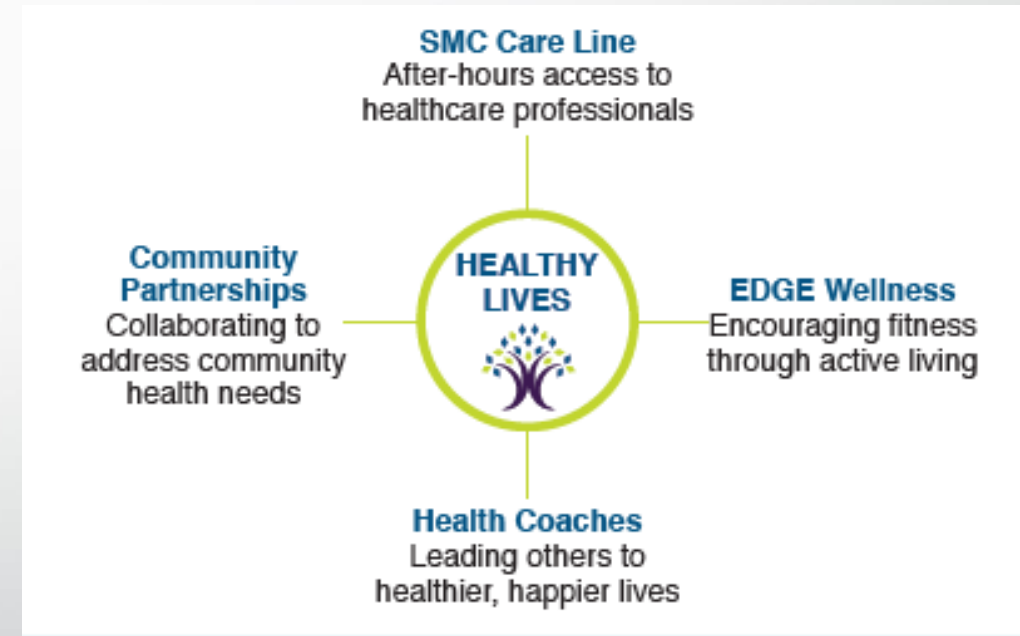 SMC Care Line
After-hours access to
healthcare professionals
Community
Partnerships
Collaborating to
address community
health needs
HEALTHY
LIVES
EDGE Wellness
Encouraging fitness
through active living
Health Coaches
Leading others to
healthier, happier lives